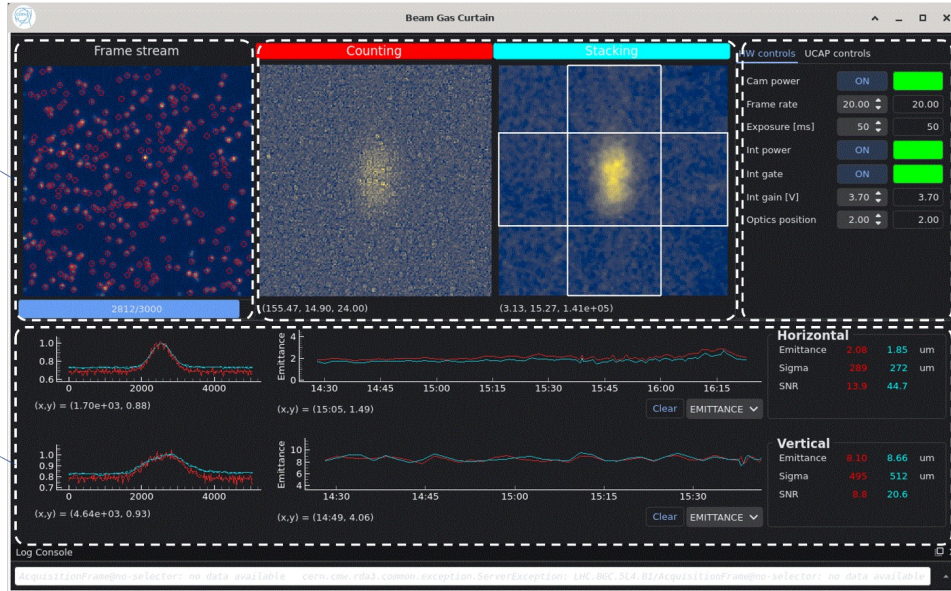 Beam Gas Curtain
Frame stream
Counting
Stacking
HW controls UCAP controls
Cam power ON
Frame rate 20.00 20.00
Exposure [ms] 50 50
Int power ON
Int gate ON
Int gain [V] 3.70 3.70
Optics position 2.00 2.00
2812/3000
(155.47, 14.90, 24.00)
(3.13, 15.27, 1.41e+05)
1.0
0.8
0.6
0 2000 4000
(x,y) = (1.70e+03, 0.88)
Emittance
4
2
0
14:30 14:45 15:00 15:15 15:30 15:45 16:00 16:15
(x,y) = (15:05, 1.49)
Clear EMITTANCE
Horizontal
Emittance 2.08 1.85 um
Sigma 289 272 um
SNR 13.9 44.7
1.0
0.9
0.8
0.7
0 2000 4000
(x,y) = (4.64e+03, 0.93)
Emittance
10
8
6
4
14:30 14:45 15:00 15:15 15:30
(x,y) = (14:49, 4.06)
Clear EMITTANCE
Vertical
Emittance 8.10 8.66 um
Sigma 495 512 um
SNR 8.8 20.6
Log Console
AcquisitionFrame@no-selector: no data available cern.cmw.rda3.common.exception.ServerException: LHC.BGC.5L4.B1/AcquisitionFrame@no-selector: no data available